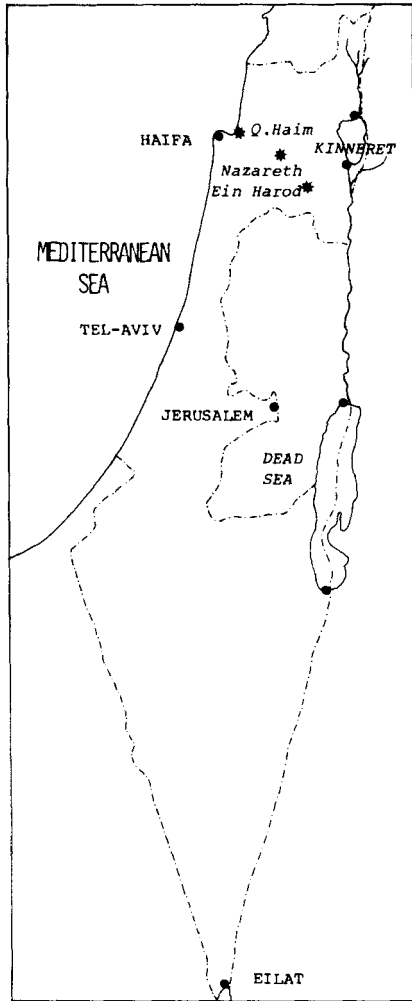 Q.Haim
HAIFA
KINNERET
Nazareth
Ein Harod
MEDITERRANEAN
SEA
TEL-AVIV
JERUSALEM
DEAD
SEA
EILAT